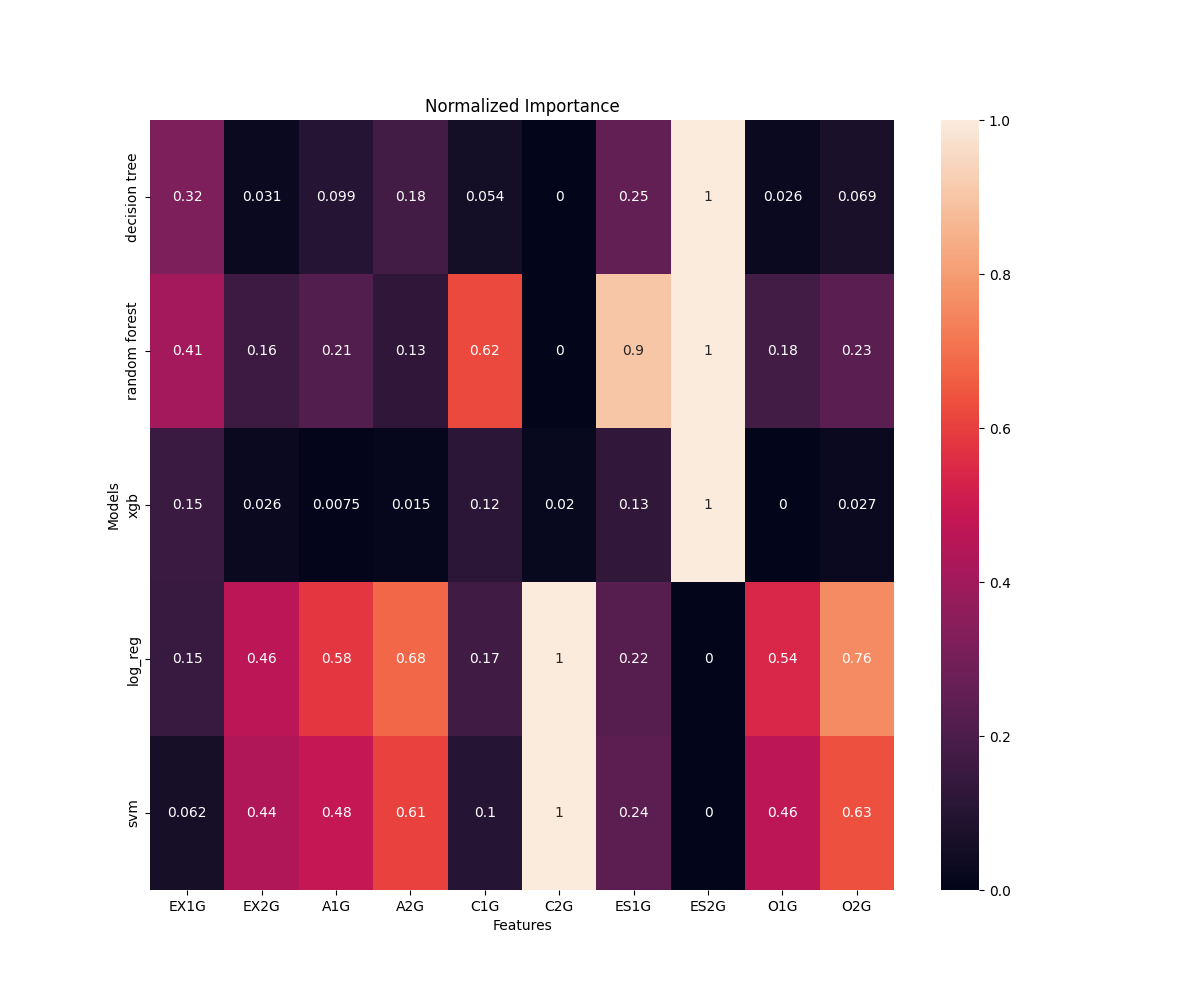 Normalized Importance
decision tree 0.32 0.031 0.099 0.18 0.054 0 0.25 1 0.026 0.069
random forest 0.41 0.16 0.21 0.13 0.62 0 0.9 1 0.18 0.23
Models
xgb 0.15 0.026 0.0075 0.015 0.12 0.02 0.13 1 0 0.027
log_reg 0.15 0.46 0.58 0.68 0.17 1 0.22 0 0.54 0.76
svm 0.062 0.44 0.48 0.61 0.1 1 0.24 0 0.46 0.63
EX1G EX2G A1G A2G C1G C2G ES1G ES2G O1G O2G
Features
1.0
0.8
0.6
0.4
0.2
0.0